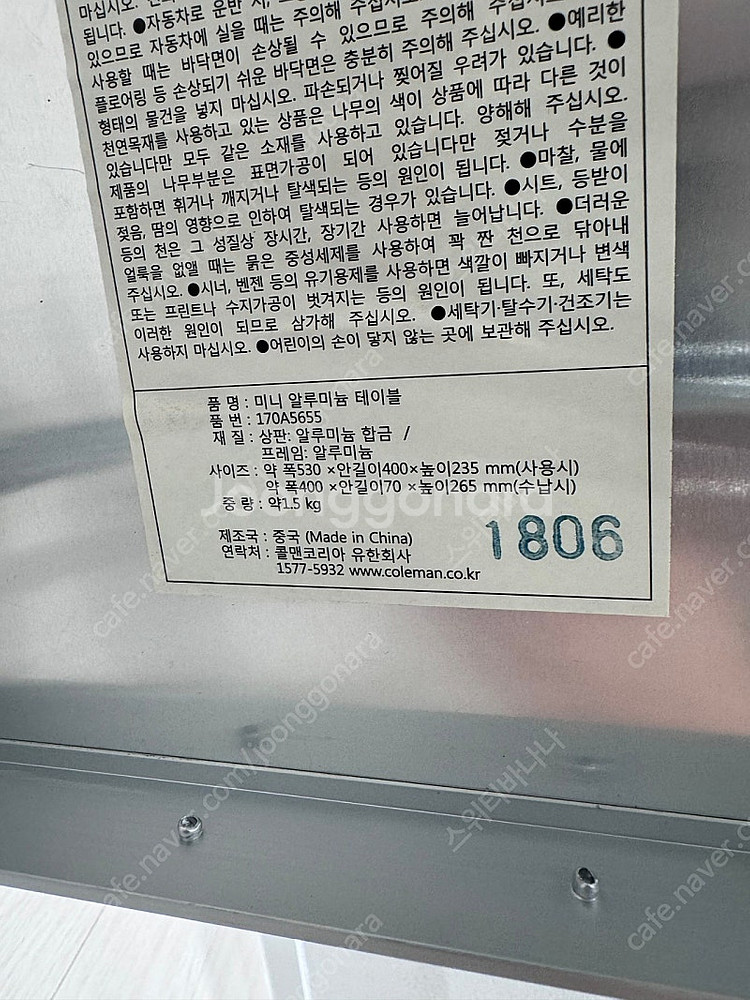 마십시오.
됩니다. ●자동차로 운반 시,
있으므로 자동차에 실을 때는 주의해 주십시오
사용할 때는 바닥면이 손상될 수 있으므로 주의해 주십시오
플로어링 등 손상되기 쉬운 바닥면은 충분히 주의해 주십시오. ●예리한
형태의 물건을 넣지 마십시오. 파손되거나 찢어질 우려가 있습니다. ●
천연목재를 사용하고 있는 상품은 나무의 색이 상품에 따라 다른 것이
있습니다만 모두 같은 소재를 사용하고 있습니다. 양해해 주십시오.
제품의 나무부분은 표면가공이 되어 있습니다만 젖거나 수분을
포함하면 휘거나 깨지거나 탈색되는 등의 원인이 됩니다. ●마찰, 물에
젖음, 땀의 영향으로 인하여 탈색되는 경우가 있습니다. ●시트, 등받이
등의 천은 그 성질상 장시간, 장기간 사용하면 늘어납니다. ●더러운
얼룩을 없앨 때는 묽은 중성세제를 사용하여 꽉 짠 천으로 닦아내
주십시오. ●시너, 벤젠 등의 유기용제를 사용하면 색깔이 빠지거나 변색
또는 프린트나 수지가공이 벗겨지는 등의 원인이 됩니다. 또, 세탁도
이러한 원인이 되므로 삼가해 주십시오. ●세탁기·탈수기·건조기는
사용하지 마십시오. ●어린이의 손이 닿지 않는 곳에 보관해 주십시오.
품 명 : 미니 알루미늄 테이블
품 번 : 170A5655
재 질 : 상판: 알루미늄 합금 /
프레임: 알루미늄
사이즈 : 약 폭530 ×안길이400×높이235 mm(사용시)
약 폭400 ×안길이70 ×높이265 mm(수납시)
중 량 : 약1.5 kg
제조국 : 중국 (Made in China)
연락처 : 콜맨코리아 유한회사
1577-5932 www.coleman.co.kr
1806
joonggonara
cafe.naver.com/joonggonara
스위티바나나